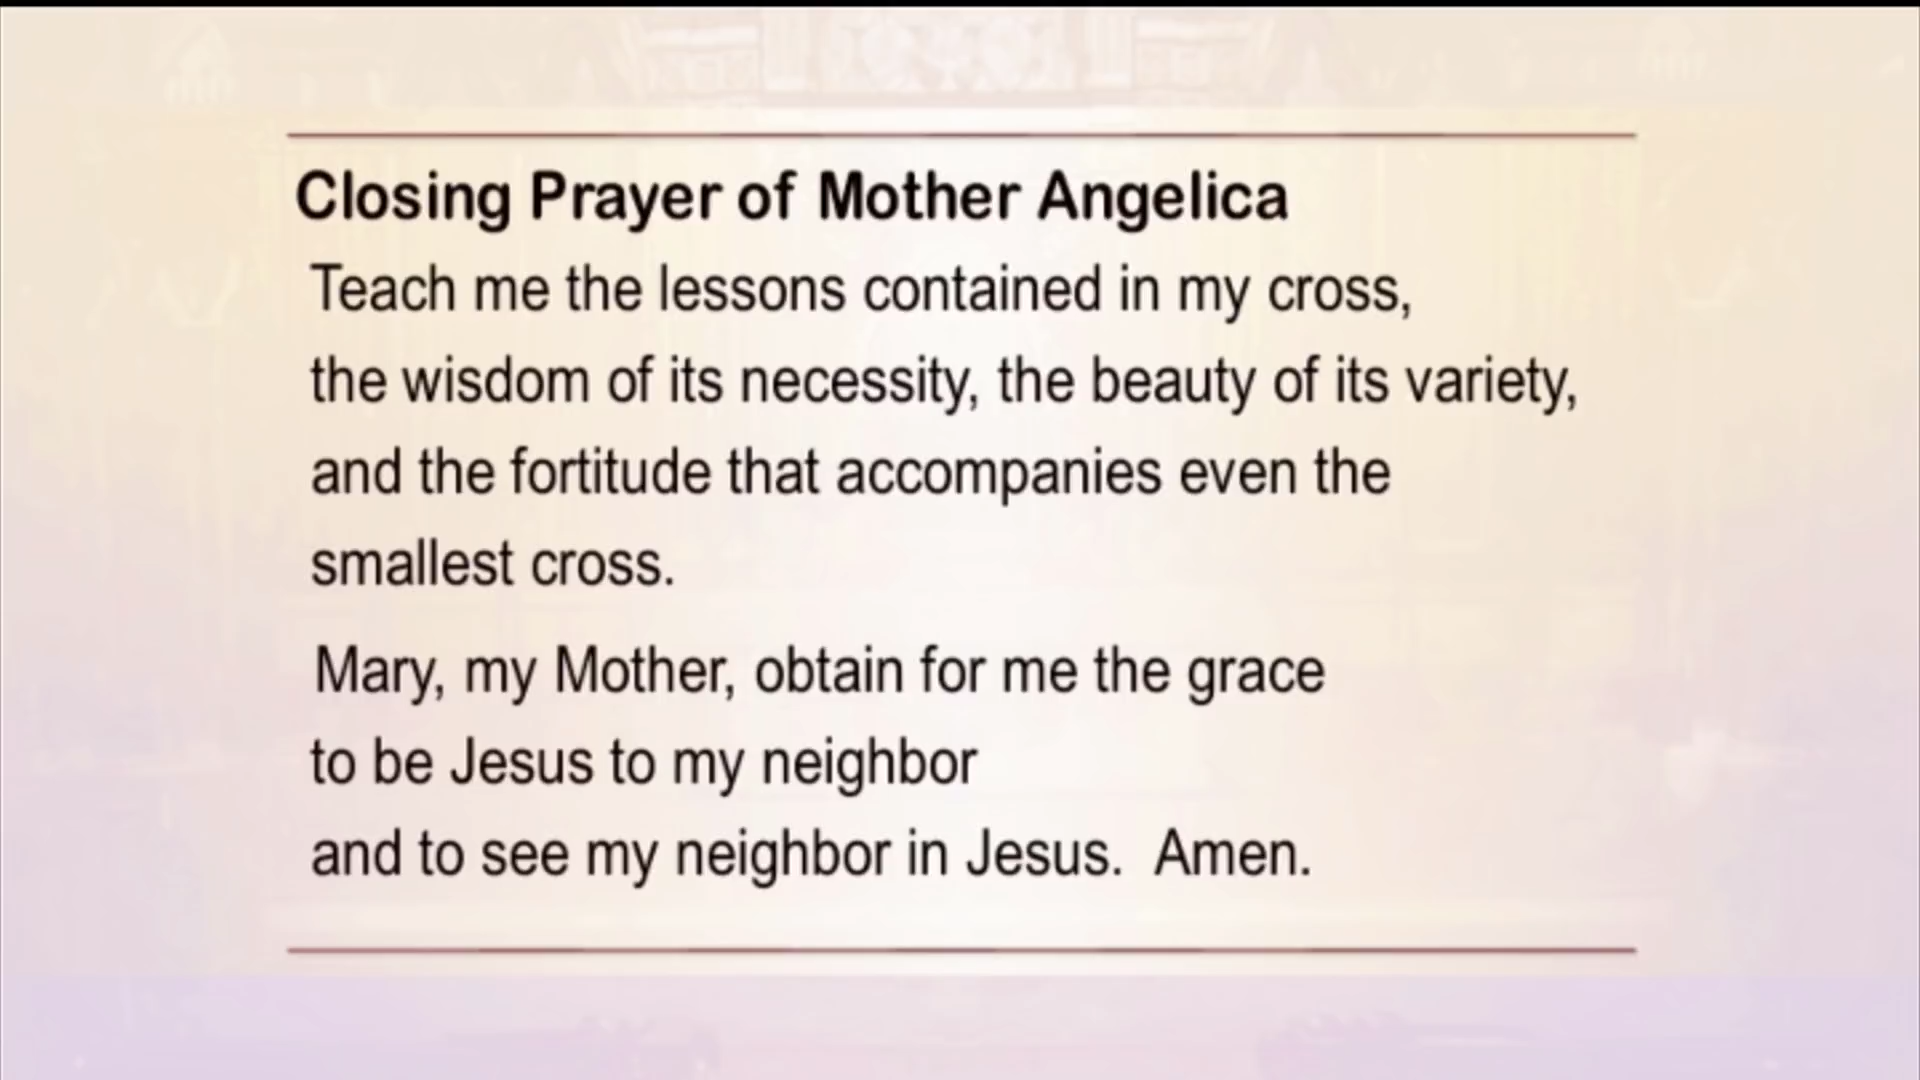 Closing Prayer of Mother Angelica
Teach me the lessons contained in my cross,
the wisdom of its necessity, the beauty of its variety,
and the fortitude that accompanies even the
smallest cross.
Mary, my Mother, obtain for me the grace
to be Jesus to my neighbor
and to see my neighbor in Jesus.  Amen.